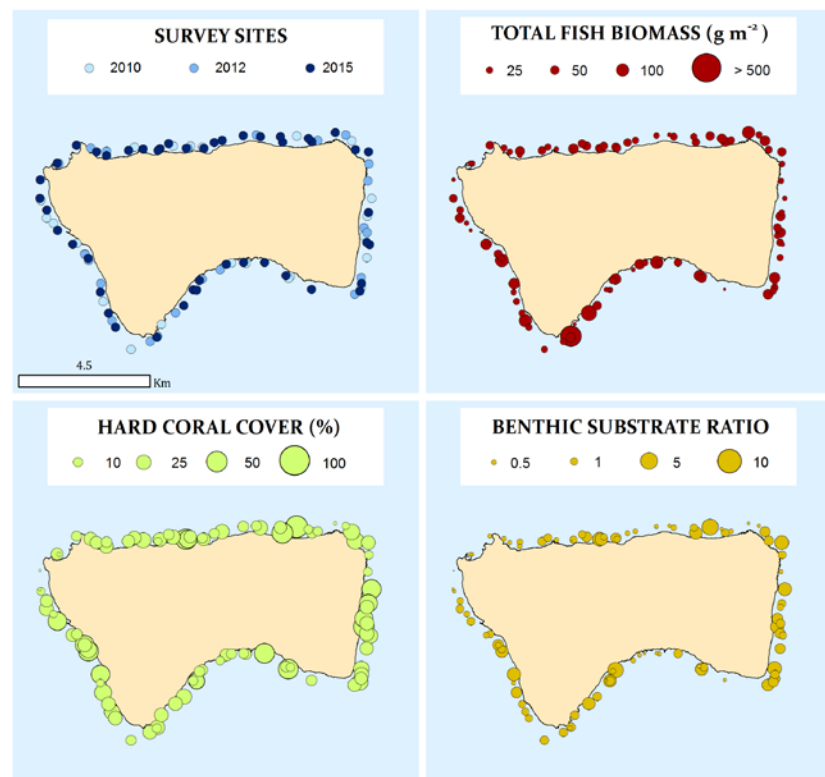 SURVEY SITES
2010 2012 2015
TOTAL FISH BIOMASS (g m⁻²)
25 50 100 > 500
4.5
Km
HARD CORAL COVER (%)
10 25 50 100
BENTHIC SUBSTRATE RATIO
0.5 1 5 10